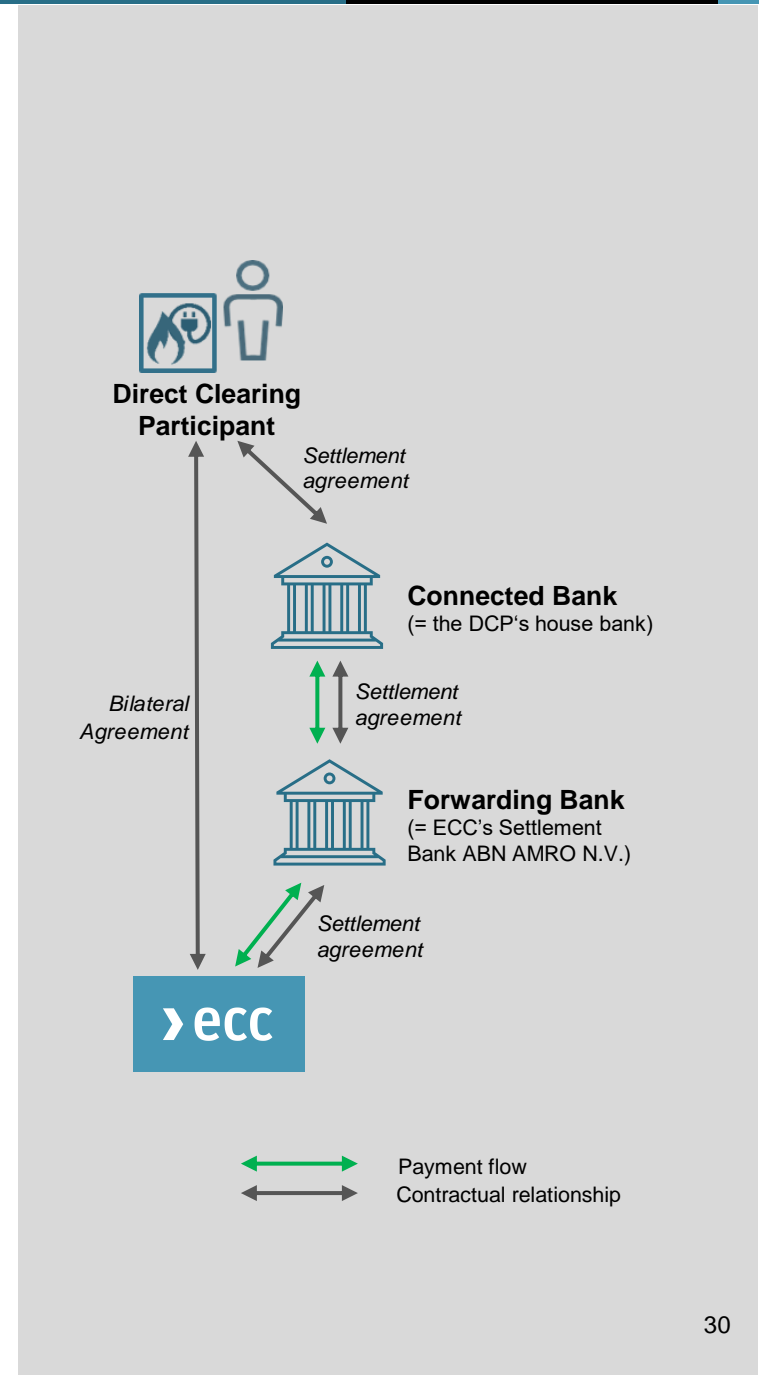 Direct Clearing
Participant
Settlement
agreement
Connected Bank
(= the DCP‘s house bank)
Bilateral
Agreement
Settlement
agreement
Forwarding Bank
(= ECC’s Settlement
Bank ABN AMRO N.V.)
Settlement
agreement
ecc
Payment flow
Contractual relationship
30